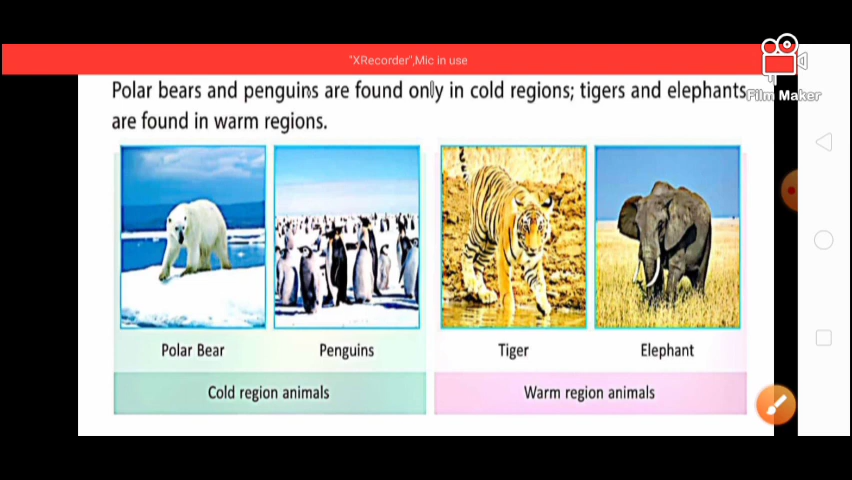 "XRecorder",Mic in use
Film Maker
Polar bears and penguins are found only in cold regions; tigers and elephants
are found in warm regions.
Polar Bear
Penguins
Tiger
Elephant
Cold region animals
Warm region animals